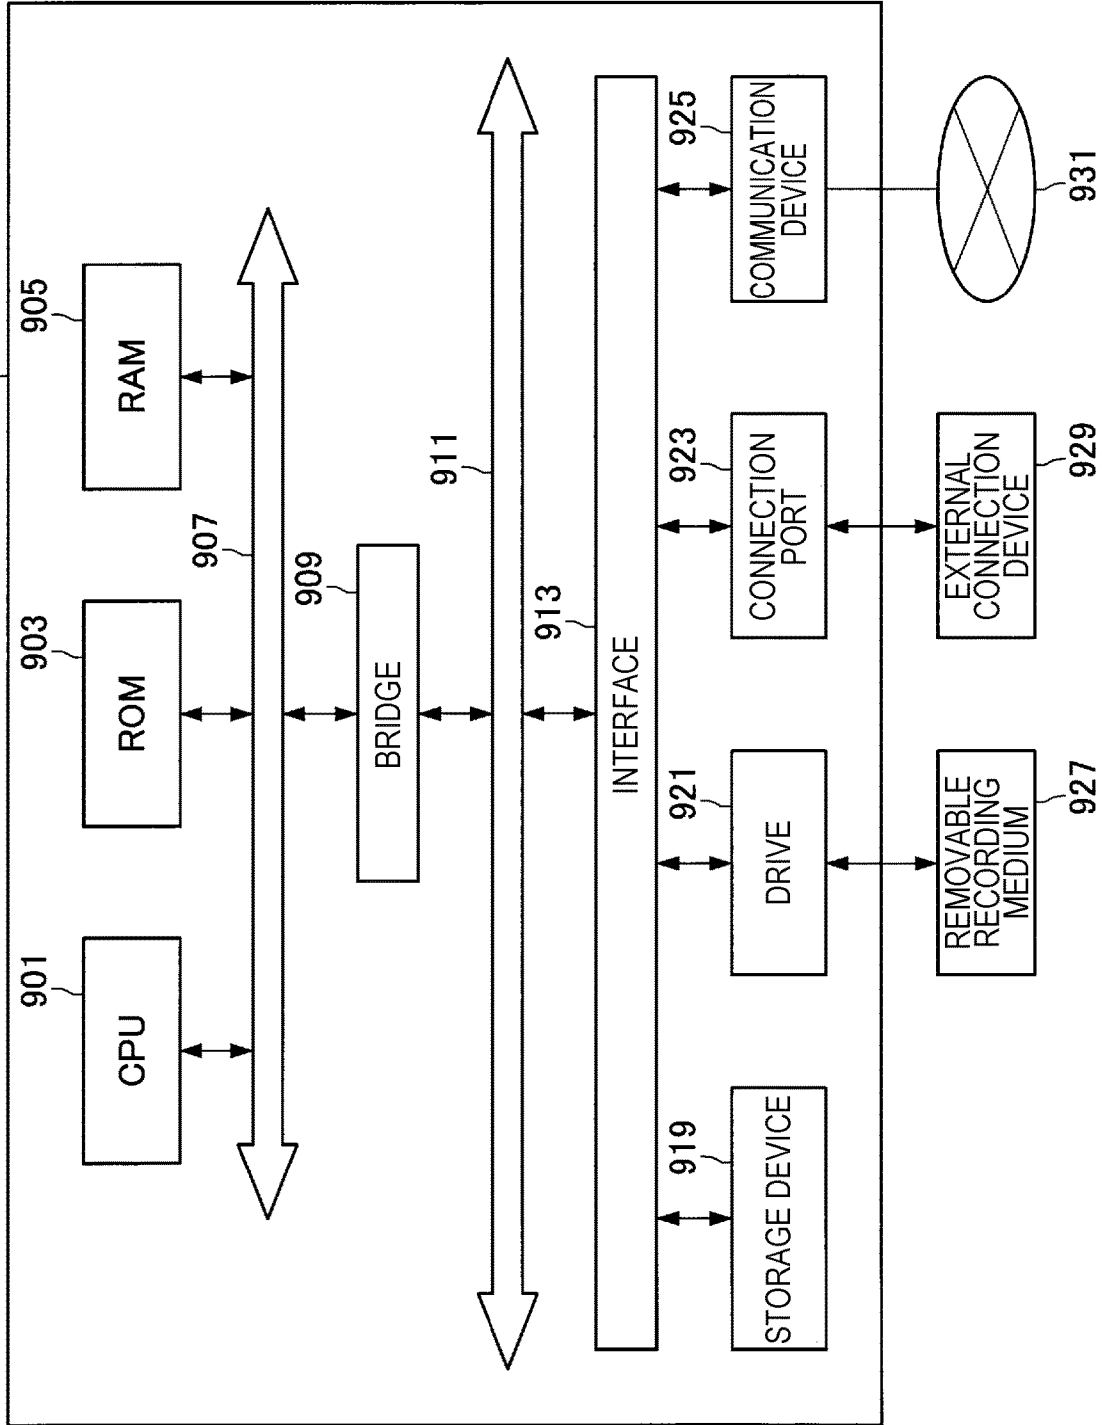 901
CPU
903
ROM
905
RAM
907
909
BRIDGE
911
913
INTERFACE
919
STORAGE DEVICE
921
DRIVE
923
CONNECTION
PORT
925
COMMUNICATION
DEVICE
927
REMOVABLE
RECORDING
MEDIUM
929
EXTERNAL
CONNECTION
DEVICE
931